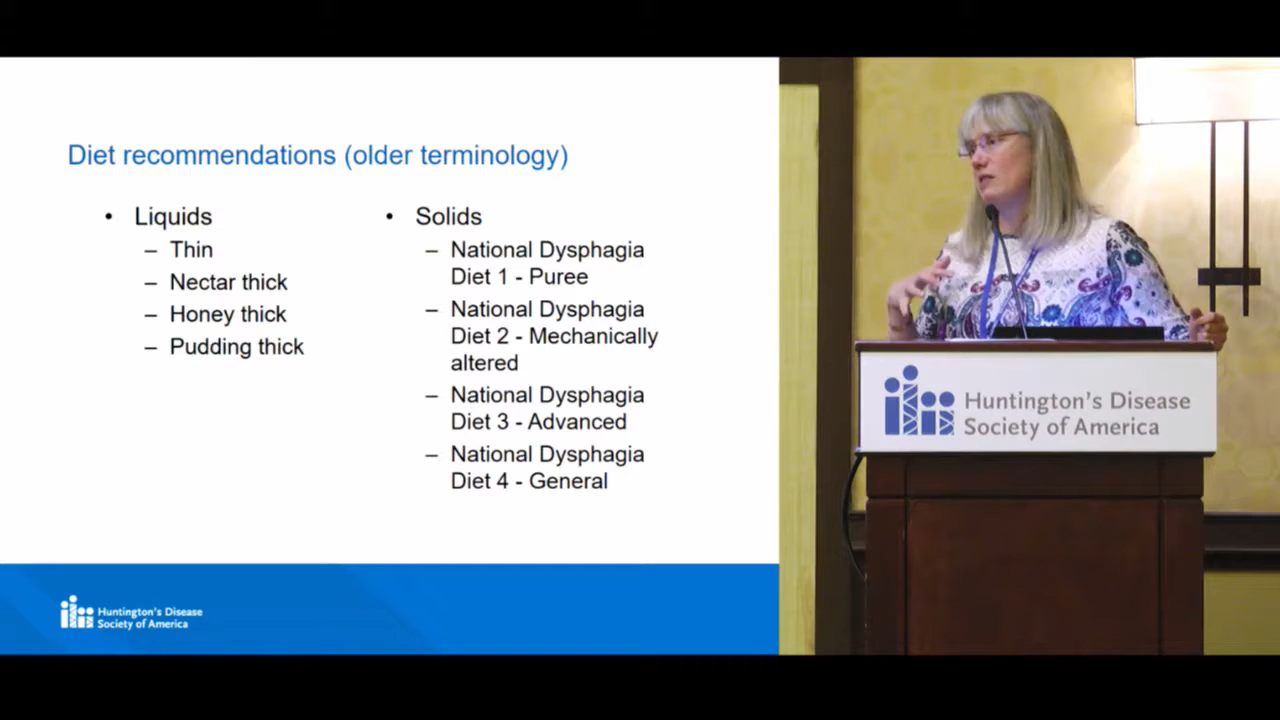 Diet recommendations (older terminology)
• Liquids
– Thin
– Nectar thick
– Honey thick
– Pudding thick
• Solids
– National Dysphagia
Diet 1 - Puree
– National Dysphagia
Diet 2 - Mechanically
altered
– National Dysphagia
Diet 3 - Advanced
– National Dysphagia
Diet 4 - General
Huntington's Disease
Society of America
Huntington's Disease
Society of America